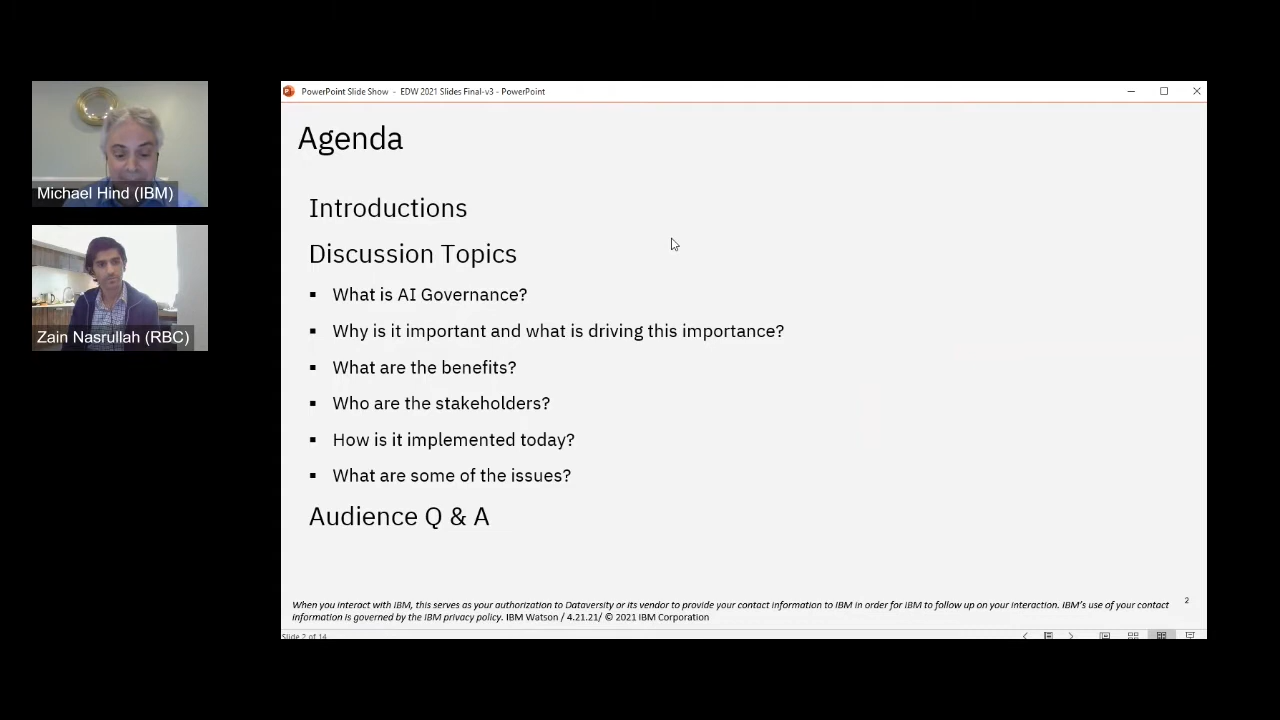 PowerPoint Slide Show - EDW 2021 Slides Final-v3 - PowerPoint
Michael Hind (IBM)
Zain Nasrullah (RBC)
Agenda
Introductions
Discussion Topics
▪ What is AI Governance?
▪ Why is it important and what is driving this importance?
▪ What are the benefits?
▪ Who are the stakeholders?
▪ How is it implemented today?
▪ What are some of the issues?
Audience Q & A
When you interact with IBM, this serves as your authorization to Dataversity or its vendor to provide your contact information to IBM in order for IBM to follow up on your interaction. IBM's use of your contact
information is governed by the IBM privacy policy. IBM Watson / 4.21.21/ © 2021 IBM Corporation
2
Slide 2 of 14